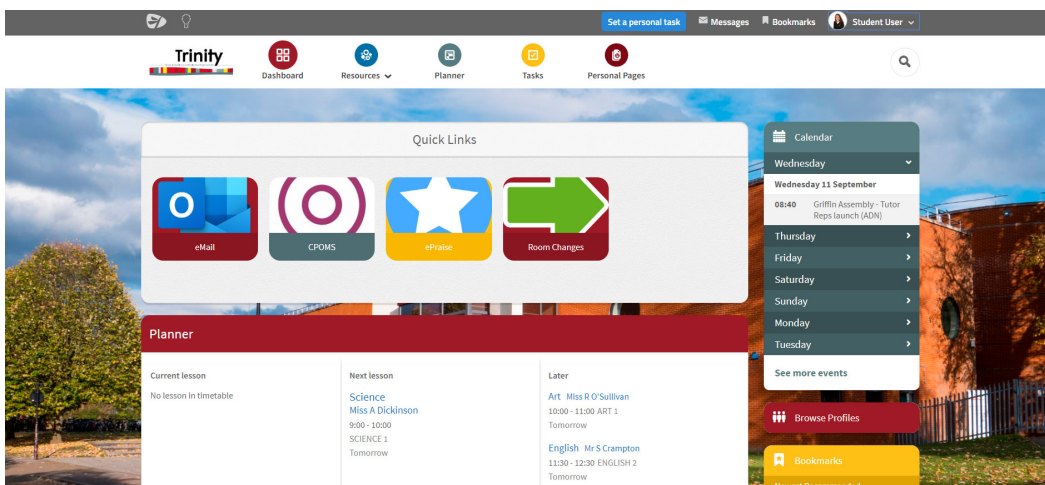 Set a personal task
Messages
Bookmarks
Student User
Trinity
Dashboard
Resources
Planner
Tasks
Personal Pages
Quick Links
O
eMail
CPOMS
ePraise
Room Changes
Calendar
Wednesday
Wednesday 11 September
08:40 Griffin Assembly - Tutor
Reps launch (ADN)
Thursday
Friday
Saturday
Sunday
Monday
Tuesday
See more events
Browse Profiles
Bookmarks
Planner
Current lesson
No lesson in timetable
Next lesson
Science
Miss A Dickinson
9:00 - 10:00
SCIENCE 1
Tomorrow
Later
Art Miss R O'Sullivan
10:00 - 11:00 ART 1
Tomorrow
English Mr S Crampton
11:30 - 12:30 ENGLISH 2
Tomorrow